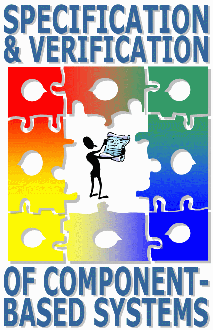 SPECIFICATION
& VERIFICATION
OF COMPONENT-
BASED SYSTEMS